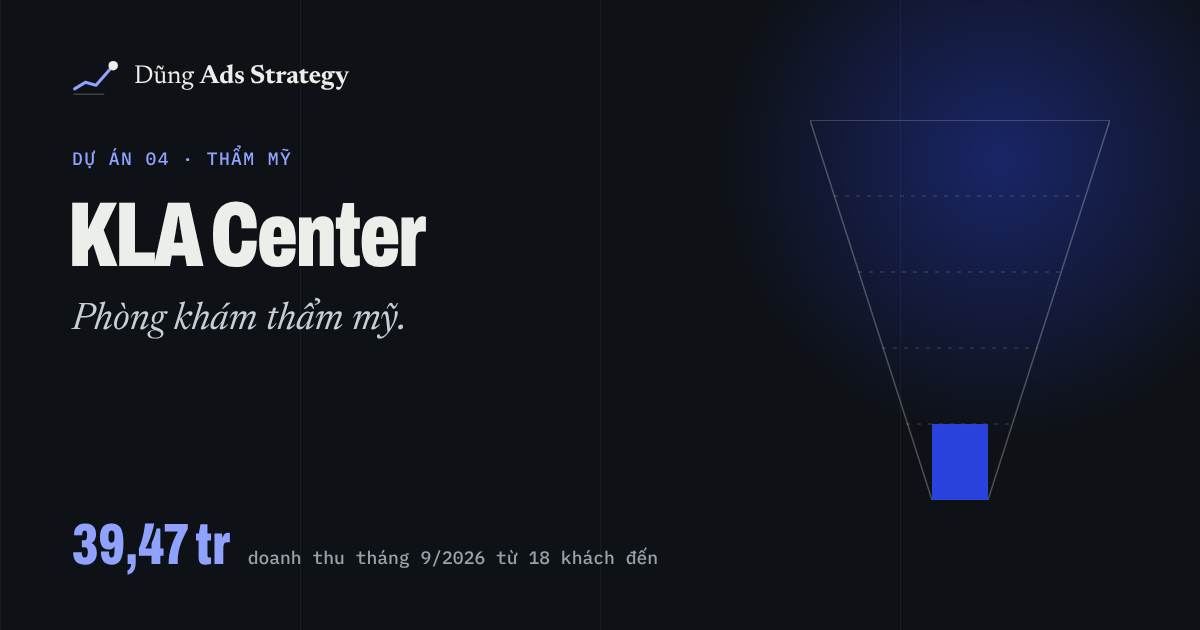 Dũng Ads Strategy
DỰ ÁN 04 · THẨM MỸ
KLA Center
Phòng khám thẩm mỹ.
39,47 tr doanh thu tháng 9/2026 từ 18 khách đến